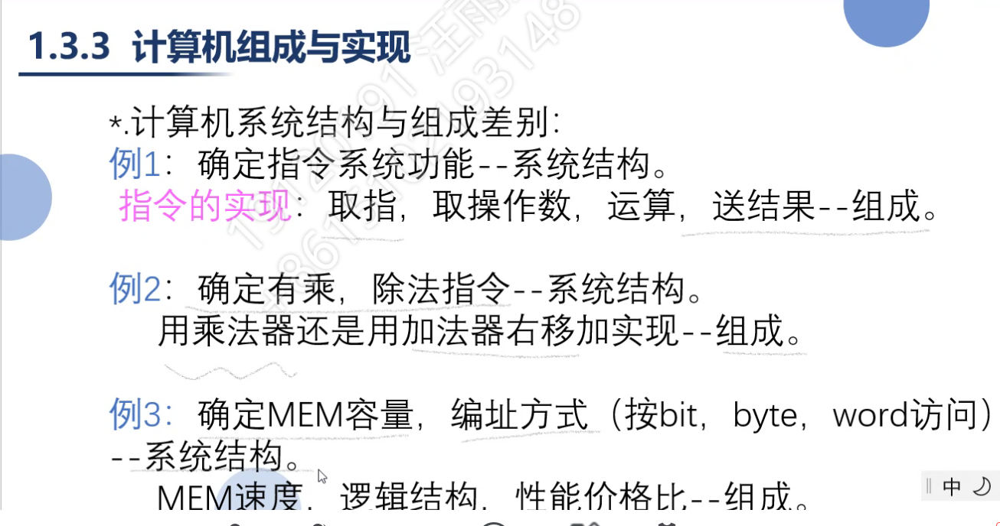 1.3.3 计算机组成与实现
*.计算机系统结构与组成差别：
例1：确定指令系统功能--系统结构。
指令的实现：取指，取操作数，运算，送结果--组成。
例2：确定有乘，除法指令--系统结构。
用乘法器还是用加法器右移加实现--组成。
例3：确定MEM容量，编址方式（按bit，byte，word访问）
--系统结构。
MEM速度，逻辑结构，性能价格比--组成。
中